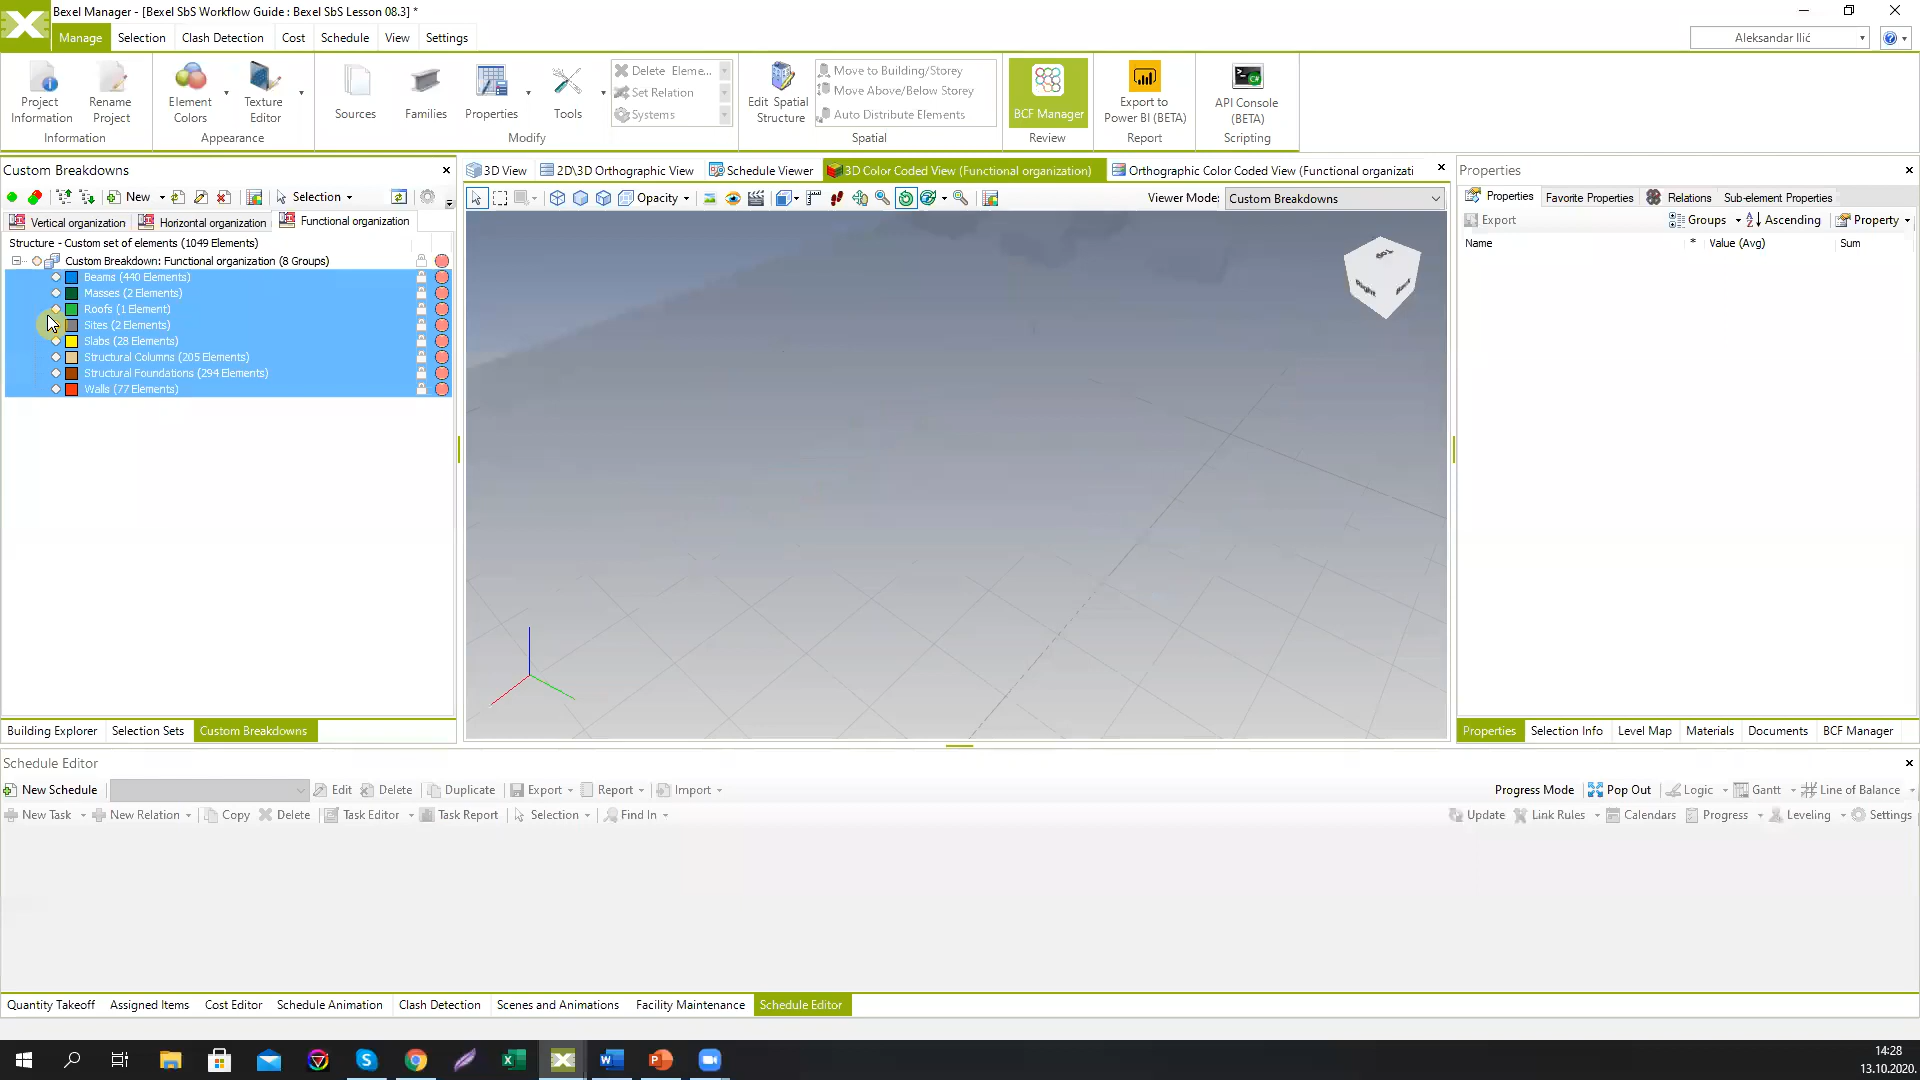 Bexel Manager - [Bexel SbS Workflow Guide : Bexel SbS Lesson 08.3] *
Manage Selection Clash Detection Cost Schedule View Settings
Aleksandar Ilić
Project Information
Rename Project
Information
Element Colors
Texture Editor
Appearance
Sources
Families
Properties
Tools
Delete Eleme...
Set Relation
Systems
Modify
Edit Spatial Structure
Move to Building/Storey
Move Above/Below Storey
Auto Distribute Elements
Spatial
BCF Manager
Review
Export to Power BI (BETA)
Report
API Console (BETA)
Scripting
Custom Breakdowns
New Selection
Vertical organization Horizontal organization Functional organization
Structure - Custom set of elements (1049 Elements)
Custom Breakdown: Functional organization (8 Groups)
Beams (440 Elements)
Masses (2 Elements)
Roofs (1 Element)
Sites (2 Elements)
Slabs (28 Elements)
Structural Columns (205 Elements)
Structural Foundations (294 Elements)
Walls (77 Elements)
Building Explorer Selection Sets Custom Breakdowns
3D View 2D\3D Orthographic View Schedule Viewer 3D Color Coded View (Functional organization) Orthographic Color Coded View (Functional organizati
Opacity Viewer Mode: Custom Breakdowns
Right
Properties
Properties Favorite Properties Relations Sub-element Properties
Export Groups Ascending Property
Name * Value (Avg) Sum
Properties Selection Info Level Map Materials Documents BCF Manager
Schedule Editor
New Schedule Edit Delete Duplicate Export Report Import Progress Mode Pop Out Logic Gantt Line of Balance
New Task New Relation Copy Delete Task Editor Task Report Selection Find In Update Link Rules Calendars Progress Leveling Settings
Quantity Takeoff Assigned Items Cost Editor Schedule Animation Clash Detection Scenes and Animations Facility Maintenance Schedule Editor
14:28
13.10.2020.